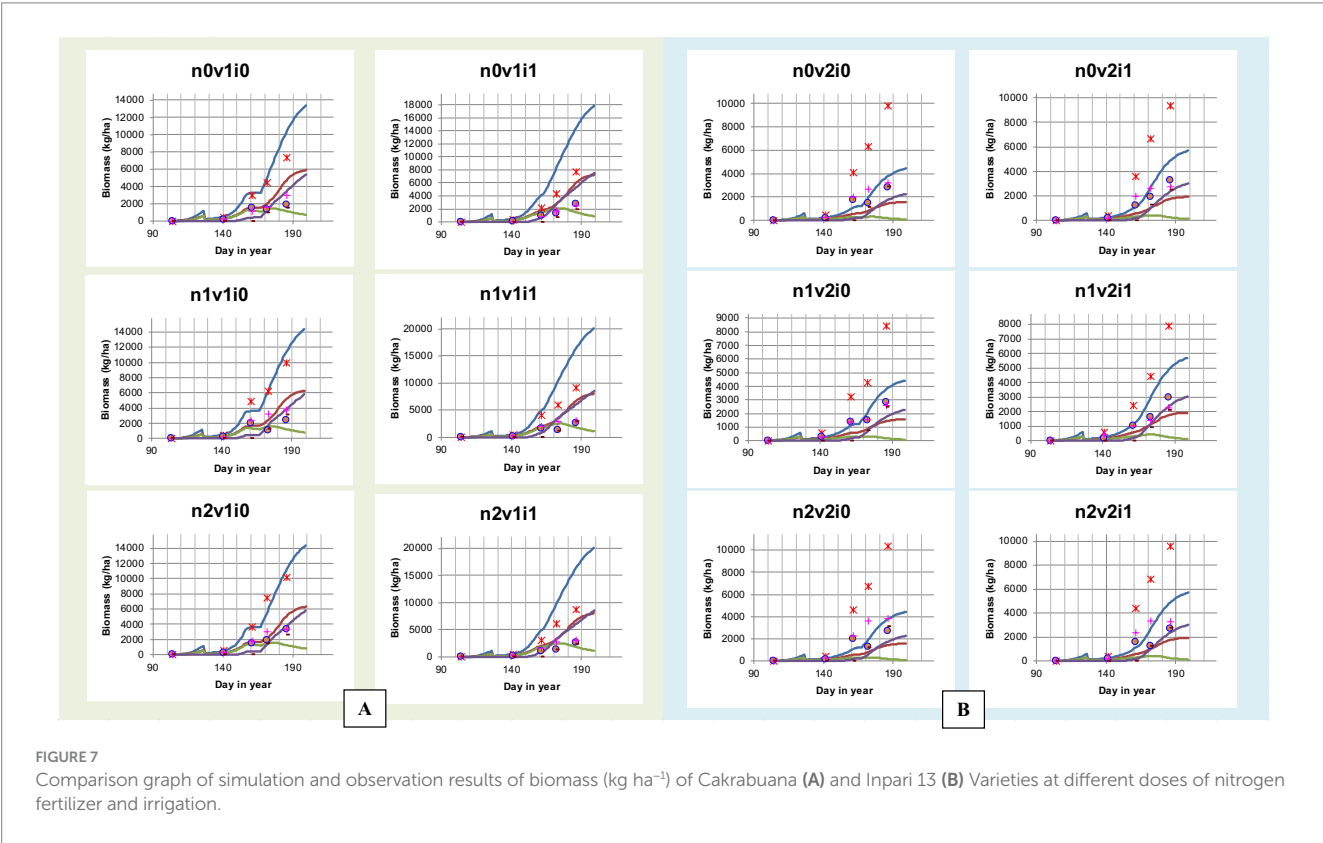 n0v1i0
Biomass (kg/ha)
14000
12000
10000
8000
6000
4000
2000
0
90 140 190
Day in year
n0v1i1
Biomass (kg/ha)
18000
16000
14000
12000
10000
8000
6000
4000
2000
0
90 140 190
Day in year
n1v1i0
Biomass (kg/ha)
14000
12000
10000
8000
6000
4000
2000
0
90 140 190
Day in year
n1v1i1
Biomass (kg/ha)
20000
15000
10000
5000
0
90 140 190
Day in year
n2v1i0
Biomass (kg/ha)
14000
12000
10000
8000
6000
4000
2000
0
90 140 190
Day in year
n2v1i1
Biomass (kg/ha)
20000
15000
10000
5000
0
90 140 190
Day in year
A
n0v2i0
Biomass (kg/ha)
10000
8000
6000
4000
2000
0
90 140 190
Day in year
n0v2i1
Biomass (kg/ha)
10000
8000
6000
4000
2000
0
90 140 190
Day in year
n1v2i0
Biomass (kg/ha)
9000
8000
7000
6000
5000
4000
3000
2000
1000
0
90 140 190
Day in year
n1v2i1
Biomass (kg/ha)
8000
7000
6000
5000
4000
3000
2000
1000
0
90 140 190
Day in year
n2v2i0
Biomass (kg/ha)
10000
8000
6000
4000
2000
0
90 140 190
Day in year
n2v2i1
Biomass (kg/ha)
10000
8000
6000
4000
2000
0
90 140 190
Day in year
B
FIGURE 7
Comparison graph of simulation and observation results of biomass (kg ha⁻¹) of Cakrabuana (A) and Inpari 13 (B) Varieties at different doses of nitrogen
fertilizer and irrigation.